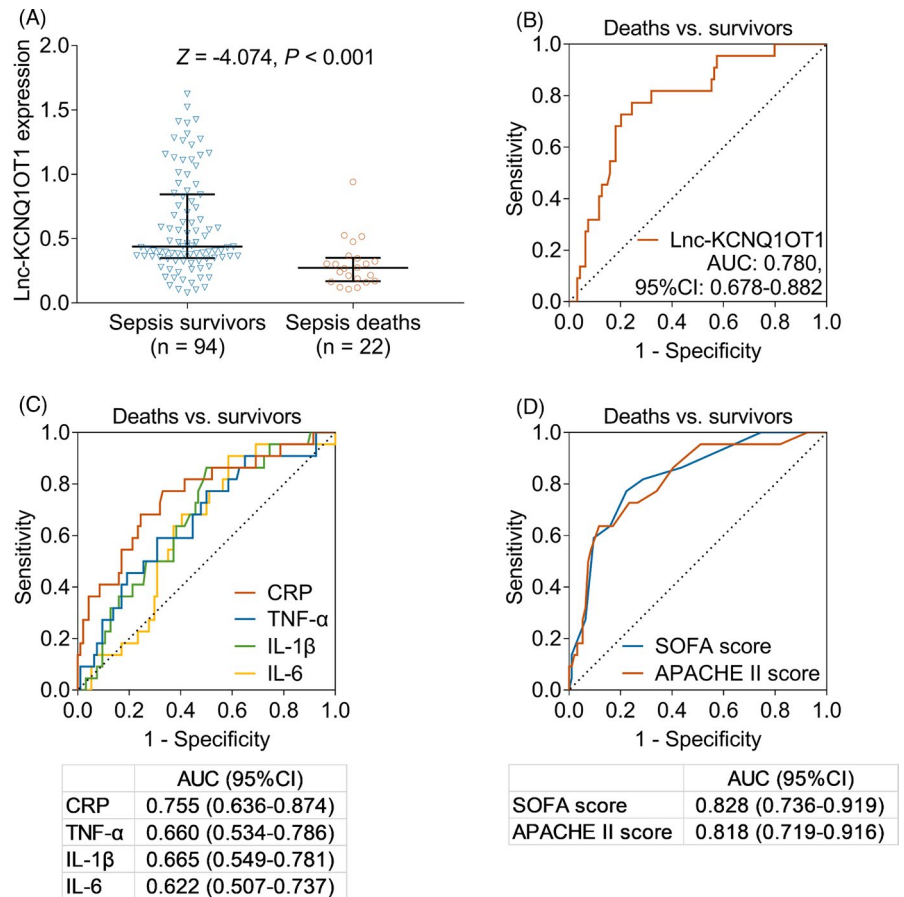 (A)
Z = -4.074, P < 0.001
Lnc-KCNQ1OT1 expression
2.0
1.5
1.0
0.5
0.0
Sepsis survivors
(n = 94)
Sepsis deaths
(n = 22)
(B)
Deaths vs. survivors
Sensitivity
1.0
0.8
0.6
0.4
0.2
0.0
Lnc-KCNQ1OT1
AUC: 0.780,
95%CI: 0.678-0.882
0.0 0.2 0.4 0.6 0.8 1.0
1 - Specificity
(C)
Deaths vs. survivors
Sensitivity
1.0
0.8
0.6
0.4
0.2
0.0
CRP
TNF-α
IL-1β
IL-6
0.0 0.2 0.4 0.6 0.8 1.0
1 - Specificity
AUC (95%CI)
CRP 0.755 (0.636-0.874)
TNF-α 0.660 (0.534-0.786)
IL-1β 0.665 (0.549-0.781)
IL-6 0.622 (0.507-0.737)
(D)
Deaths vs. survivors
Sensitivity
1.0
0.8
0.6
0.4
0.2
0.0
SOFA score
APACHE II score
0.0 0.2 0.4 0.6 0.8 1.0
1 - Specificity
AUC (95%CI)
SOFA score 0.828 (0.736-0.919)
APACHE II score 0.818 (0.719-0.916)